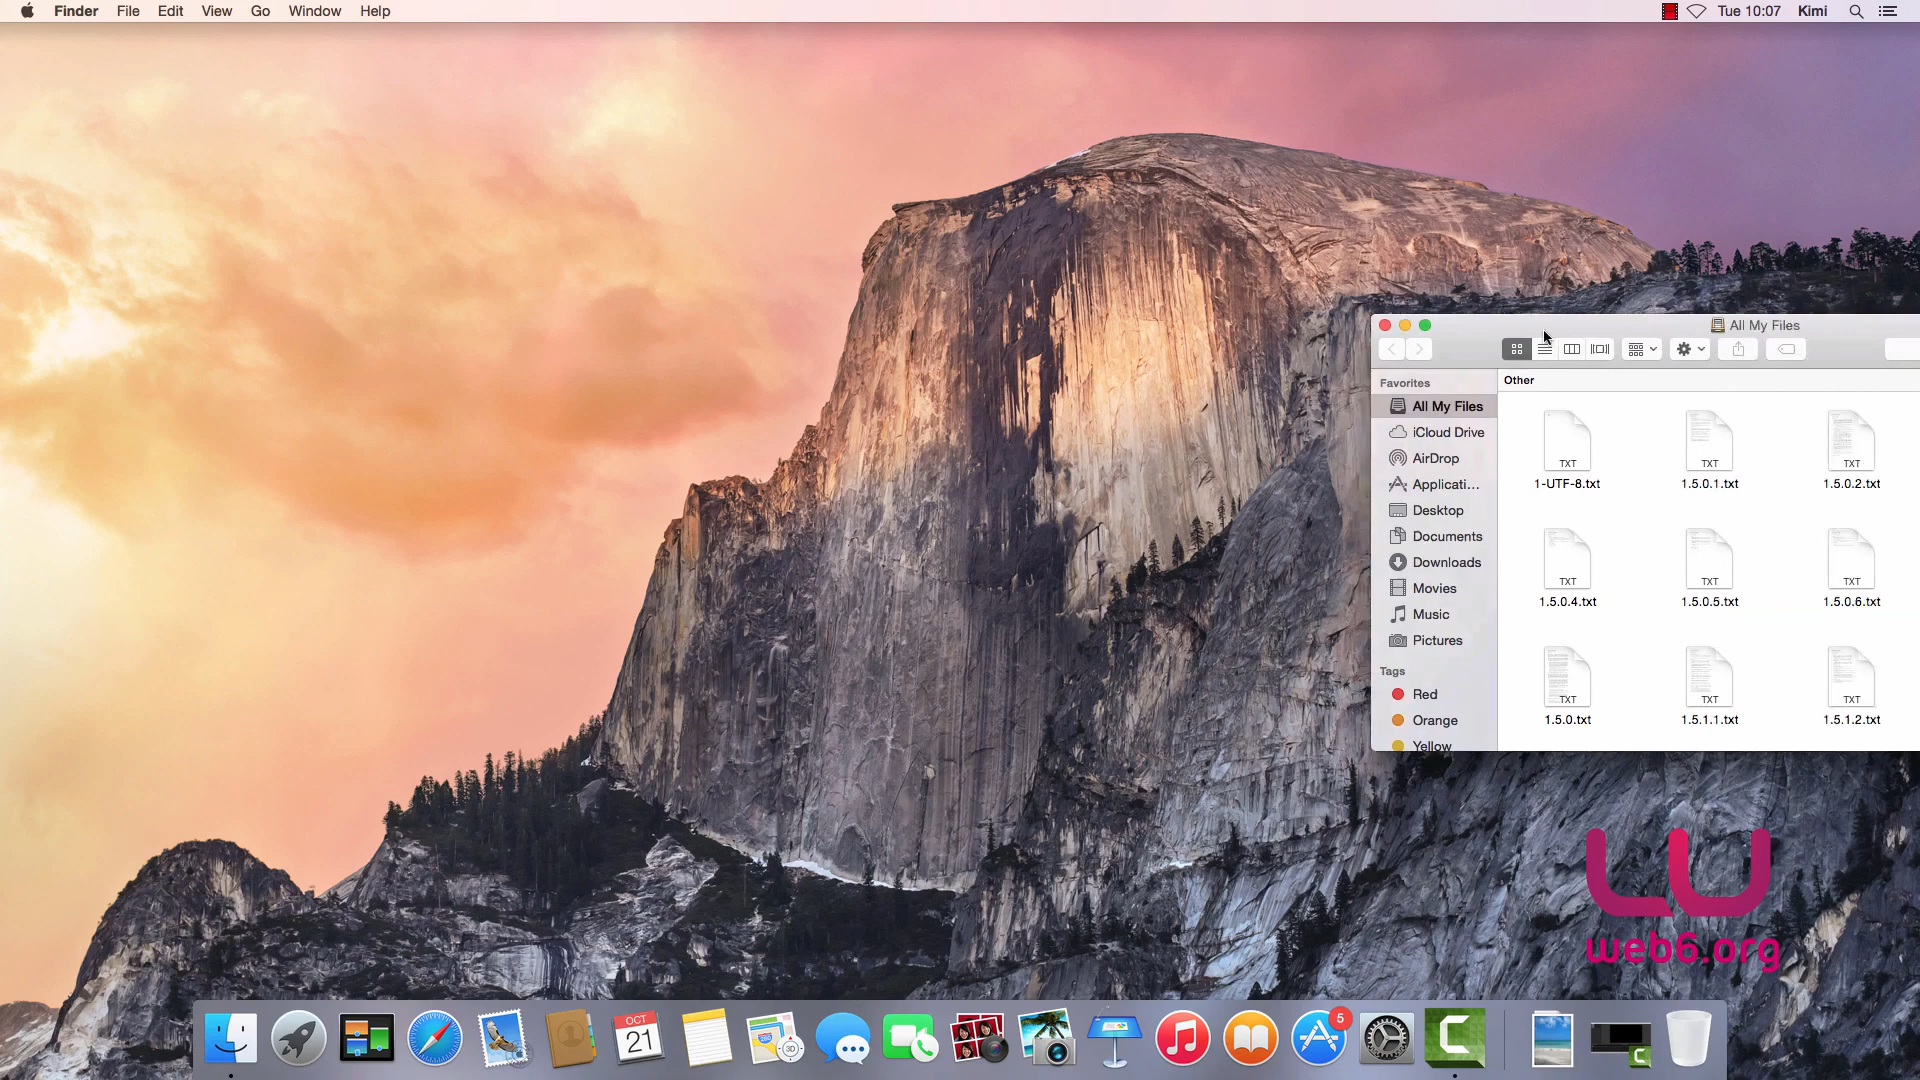 Finder File Edit View Go Window Help
Tue 10:07 Kimi
All My Files
Favorites
All My Files
iCloud Drive
AirDrop
Applicati...
Desktop
Documents
Downloads
Movies
Music
Pictures
Tags
Red
Orange
Yellow
Other
TXT TXT TXT
1-UTF-8.txt 1.5.0.1.txt 1.5.0.2.txt
TXT TXT TXT
1.5.0.4.txt 1.5.0.5.txt 1.5.0.6.txt
TXT TXT TXT
1.5.0.txt 1.5.1.1.txt 1.5.1.2.txt
web6.org
OCT
21
280
3D
5